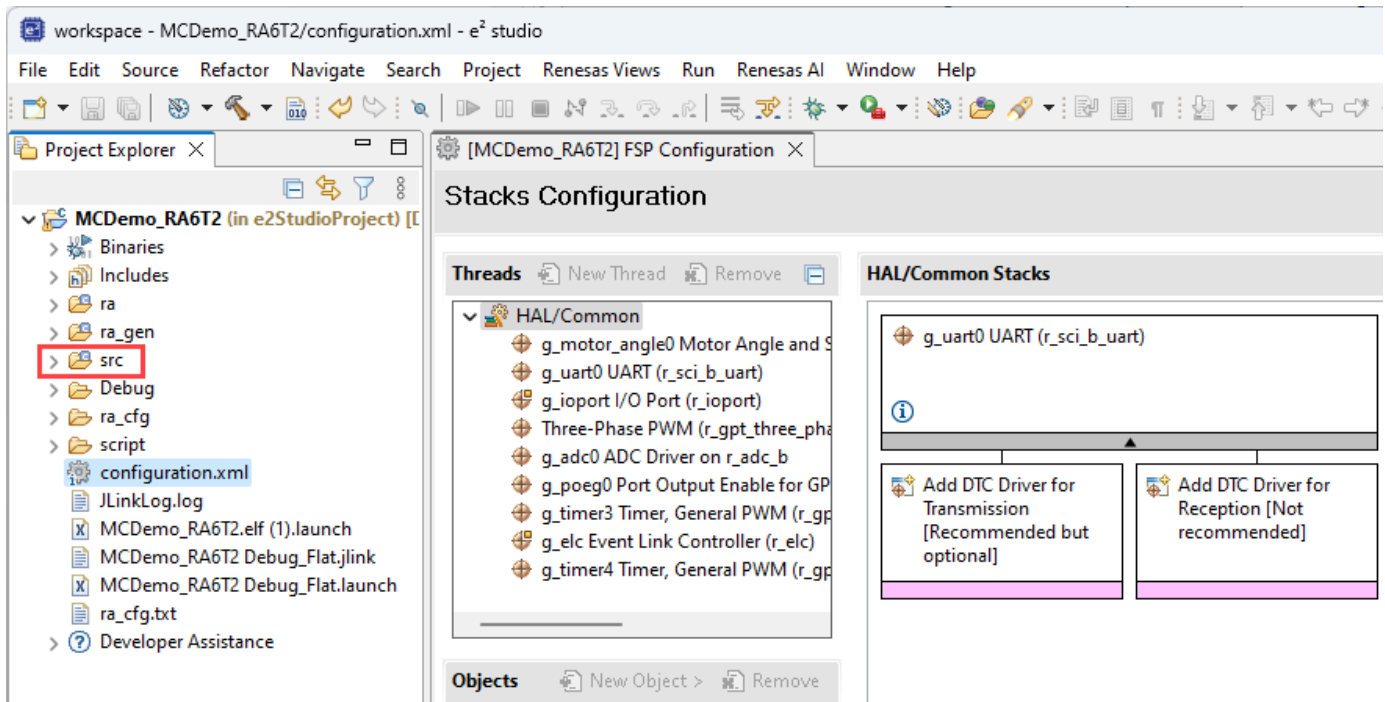 workspace - MCDemo_RA6T2/configuration.xml - e² studio
File Edit Source Refactor Navigate Search Project Renesas Views Run Renesas AI Window Help
Project Explorer
[MCDemo_RA6T2] FSP Configuration
Stacks Configuration
MCDemo_RA6T2 (in e2StudioProject)
Binaries
Includes
ra
ra_gen
src
Debug
ra_cfg
script
configuration.xml
JLinkLog.log
MCDemo_RA6T2.elf (1).launch
MCDemo_RA6T2 Debug_Flat.jlink
MCDemo_RA6T2 Debug_Flat.launch
ra_cfg.txt
Developer Assistance
Threads New Thread Remove
HAL/Common
g_motor_angle0 Motor Angle and S
g_uart0 UART (r_sci_b_uart)
g_ioport I/O Port (r_ioport)
Three-Phase PWM (r_gpt_three_pha
g_adc0 ADC Driver on r_adc_b
g_poeg0 Port Output Enable for GP
g_timer3 Timer, General PWM (r_gp
g_elc Event Link Controller (r_elc)
g_timer4 Timer, General PWM (r_gp
Objects New Object > Remove
HAL/Common Stacks
g_uart0 UART (r_sci_b_uart)
Add DTC Driver for
Transmission
[Recommended but
optional]
Add DTC Driver for
Reception [Not
recommended]